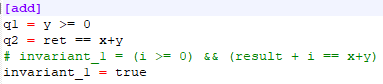 [add]
q1 = y >= 0
q2 = ret == x+y
# invariant_1 = (i >= 0) && (result + i == x+y)
invariant_1 = true